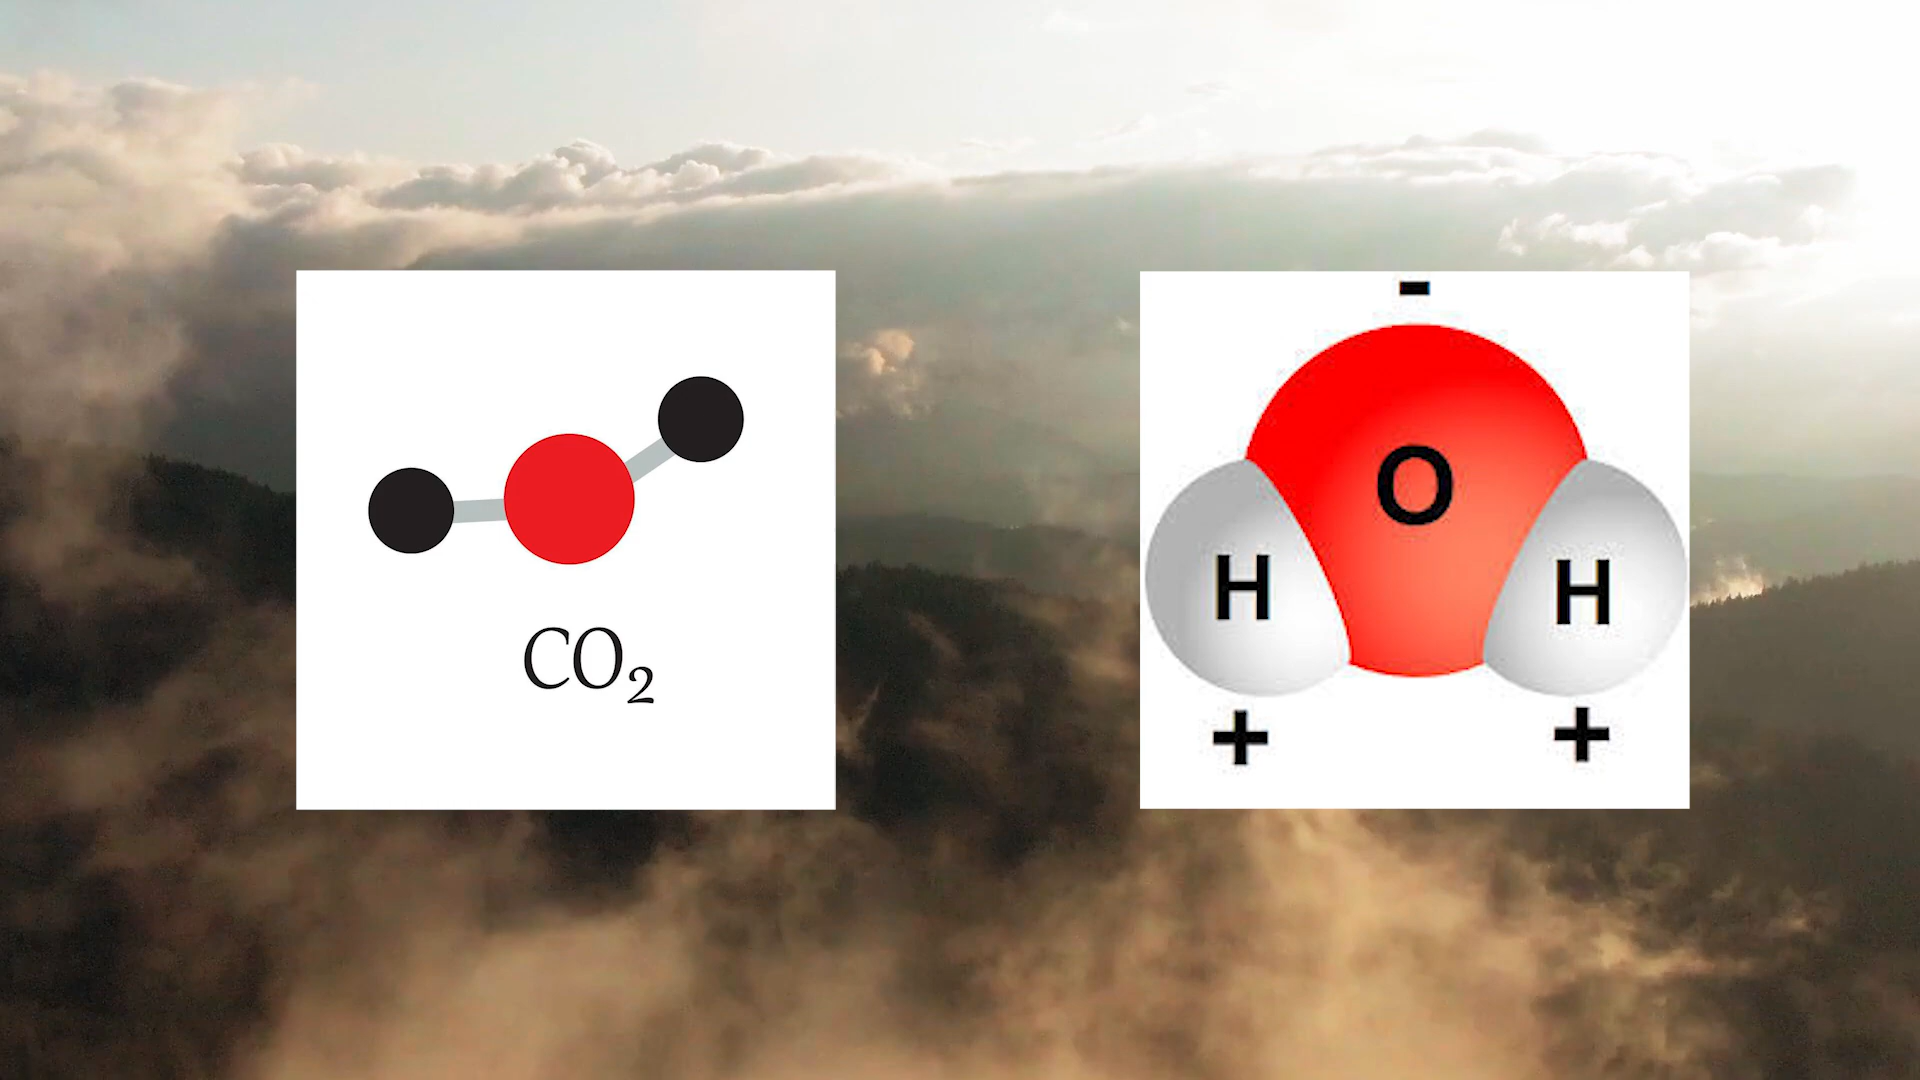 CO₂
-
O
H H
+ +